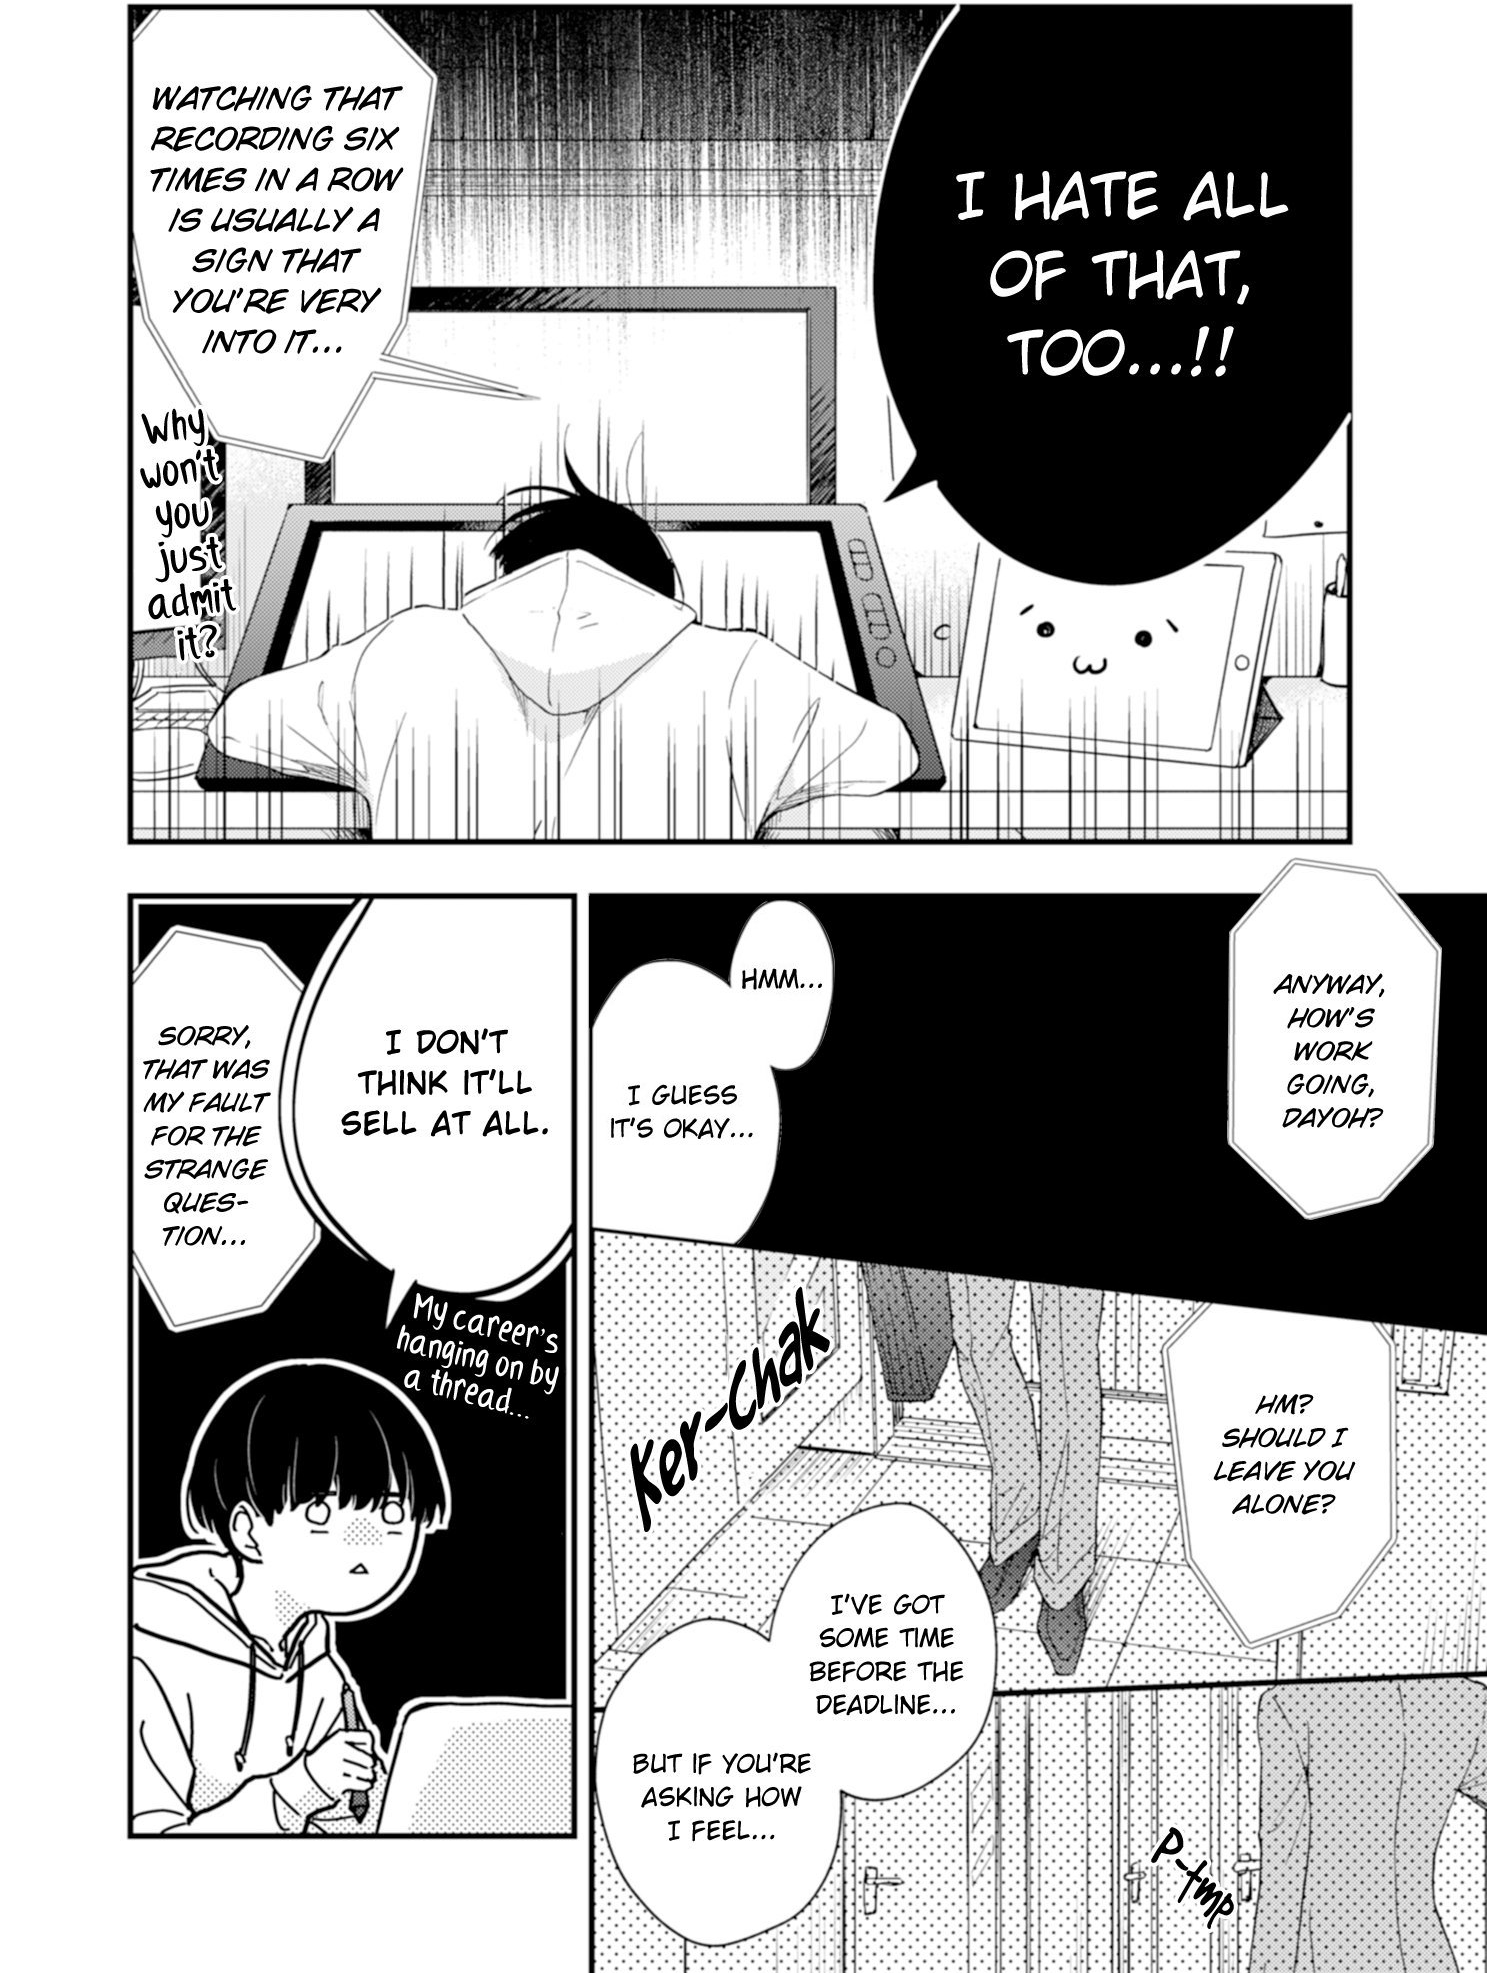 I HATE ALL
OF THAT,
TOO...!!
WATCHING THAT
RECORDING SIX
TIMES IN A ROW
IS USUALLY A
SIGN THAT
YOU'RE VERY
INTO IT...
Why
won't
you
just
admit
it?
ANYWAY,
HOW'S
WORK
GOING,
DAYOH?
HMM...
I GUESS
IT'S OKAY...
HM?
SHOULD I
LEAVE YOU
ALONE?
Ker-chak
I'VE GOT
SOME TIME
BEFORE THE
DEADLINE...
BUT IF YOU'RE
ASKING HOW
I FEEL...
P-tmp
I DON'T
THINK IT'LL
SELL AT ALL.
My career's
hanging on by
a thread...
SORRY,
THAT WAS
MY FAULT
FOR THE
STRANGE
QUES-
TION...